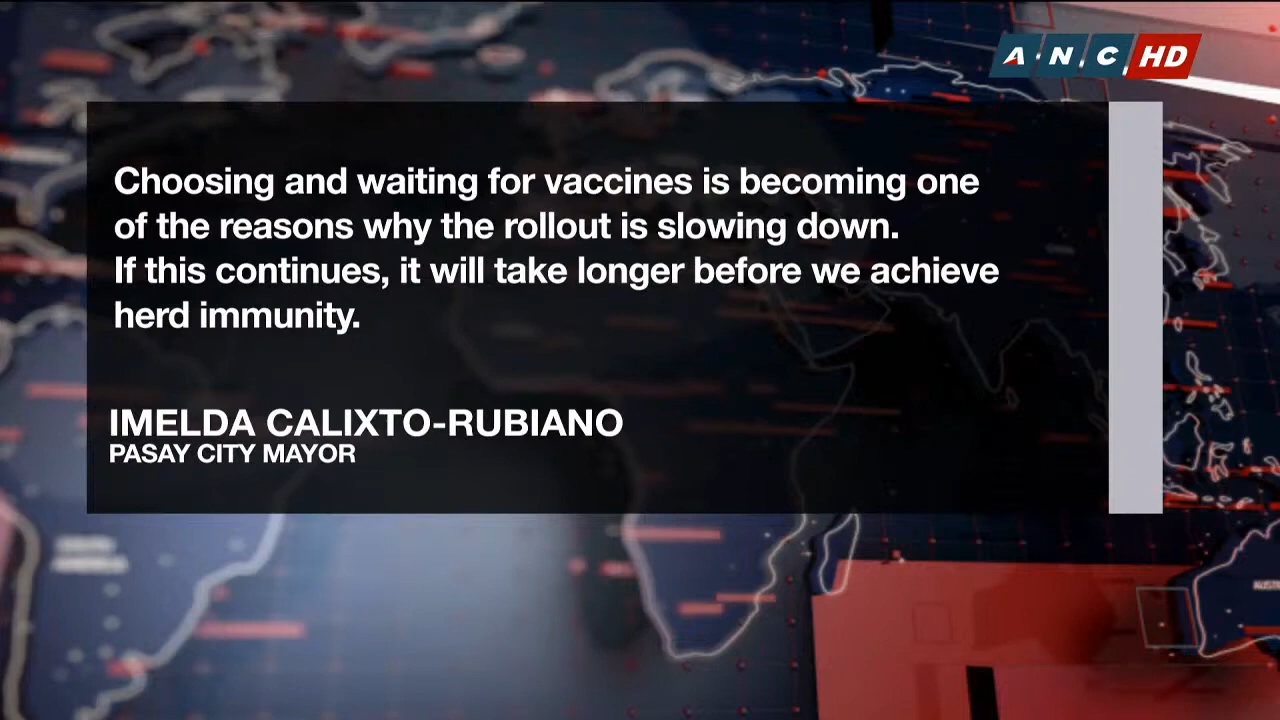 A.N.C HD
Choosing and waiting for vaccines is becoming one
of the reasons why the rollout is slowing down.
If this continues, it will take longer before we achieve
herd immunity.
IMELDA CALIXTO-RUBIANO
PASAY CITY MAYOR